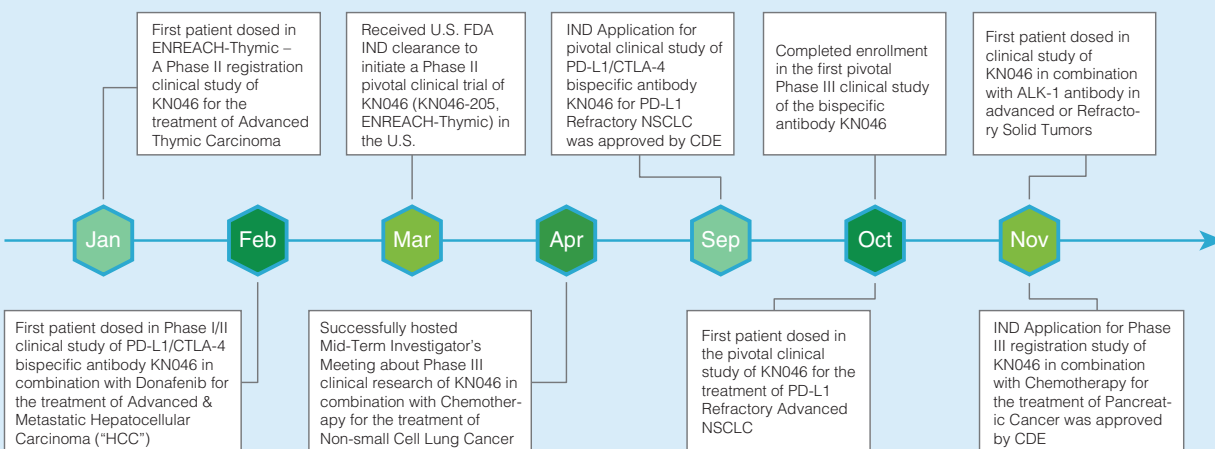 First patient dosed in
ENREACH-Thymic –
A Phase II registration
clinical study of
KN046 for the
treatment of Advanced
Thymic Carcinoma
Received U.S. FDA
IND clearance to
initiate a Phase II
pivotal clinical trial of
KN046 (KN046-205,
ENREACH-Thymic) in
the U.S.
IND Application for
pivotal clinical study of
PD-L1/CTLA-4
bispecific antibody
KN046 for PD-L1
Refractory NSCLC
was approved by CDE
Completed enrollment
in the first pivotal
Phase III clinical study
of the bispecific
antibody KN046
First patient dosed in
clinical study of
KN046 in combination
with ALK-1 antibody in
advanced or Refracto-
ry Solid Tumors
Jan
Feb
Mar
Apr
Sep
Oct
Nov
First patient dosed in Phase I/II
clinical study of PD-L1/CTLA-4
bispecific antibody KN046 in
combination with Donafenib for
the treatment of Advanced &
Metastatic Hepatocellular
Carcinoma (“HCC”)
Successfully hosted
Mid-Term Investigator’s
Meeting about Phase III
clinical research of KN046 in
combination with Chemother-
apy for the treatment of
Non-small Cell Lung Cancer
First patient dosed in
the pivotal clinical
study of KN046 for the
treatment of PD-L1
Refractory Advanced
NSCLC
IND Application for Phase
III registration study of
KN046 in combination
with Chemotherapy for
the treatment of Pancreat-
ic Cancer was approved
by CDE